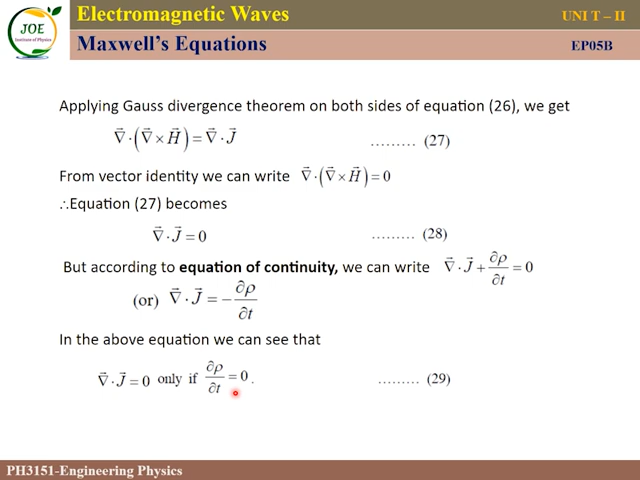 JOE
Institute of Physics
Electromagnetic Waves
UNIT – II
Maxwell's Equations
EP05B
Applying Gauss divergence theorem on both sides of equation (26), we get
∇⃗ · (∇⃗ × H⃗) = ∇⃗ · J⃗ ……… (27)
From vector identity we can write ∇⃗ · (∇⃗ × H⃗) = 0
∴Equation (27) becomes
∇⃗ · J⃗ = 0 ……… (28)
But according to equation of continuity, we can write ∇⃗ · J⃗ + ∂ρ/∂t = 0
(or) ∇⃗ · J⃗ = − ∂ρ/∂t
In the above equation we can see that
∇⃗ · J⃗ = 0 only if ∂ρ/∂t = 0 . ……… (29)
PH3151-Engineering Physics